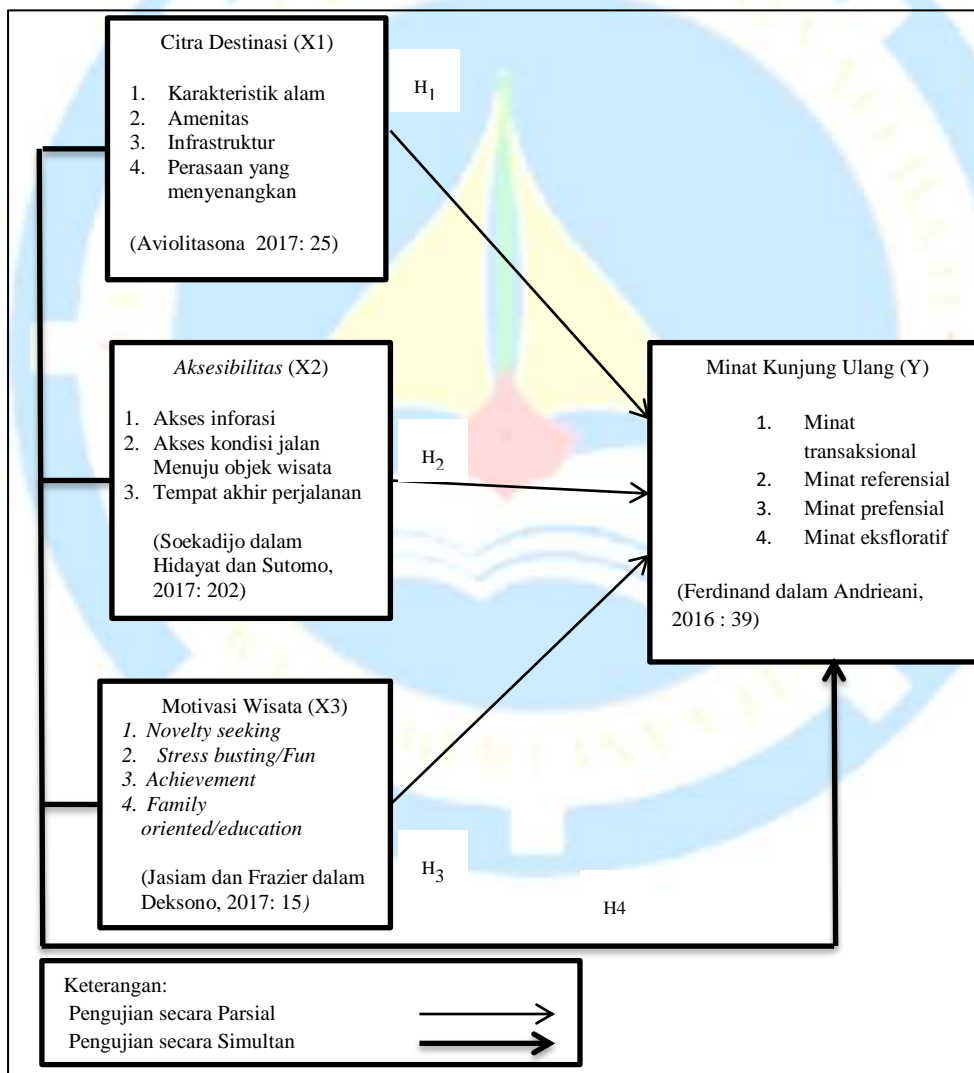 Citra Destinasi (X1)
1. Karakteristik alam
2. Amenitas
3. Infrastruktur
4. Perasaan yang
menyenangkan
(Aviolitasona 2017: 25)
H1
Aksesibilitas (X2)
1. Akses inforasi
2. Akses kondisi jalan
Menuju objek wisata
3. Tempat akhir perjalanan
(Soekadijo dalam
Hidayat dan Sutomo,
2017: 202)
H2
Minat Kunjung Ulang (Y)
1. Minat
transaksional
2. Minat referensial
3. Minat prefensial
4. Minat eksfloratif
(Ferdinand dalam Andrieani,
2016 : 39)
Motivasi Wisata (X3)
1. Novelty seeking
2. Stress busting/Fun
3. Achievement
4. Family
oriented/education
(Jasiam dan Frazier dalam
Deksono, 2017: 15)
H3
H4
Keterangan:
Pengujian secara Parsial
Pengujian secara Simultan